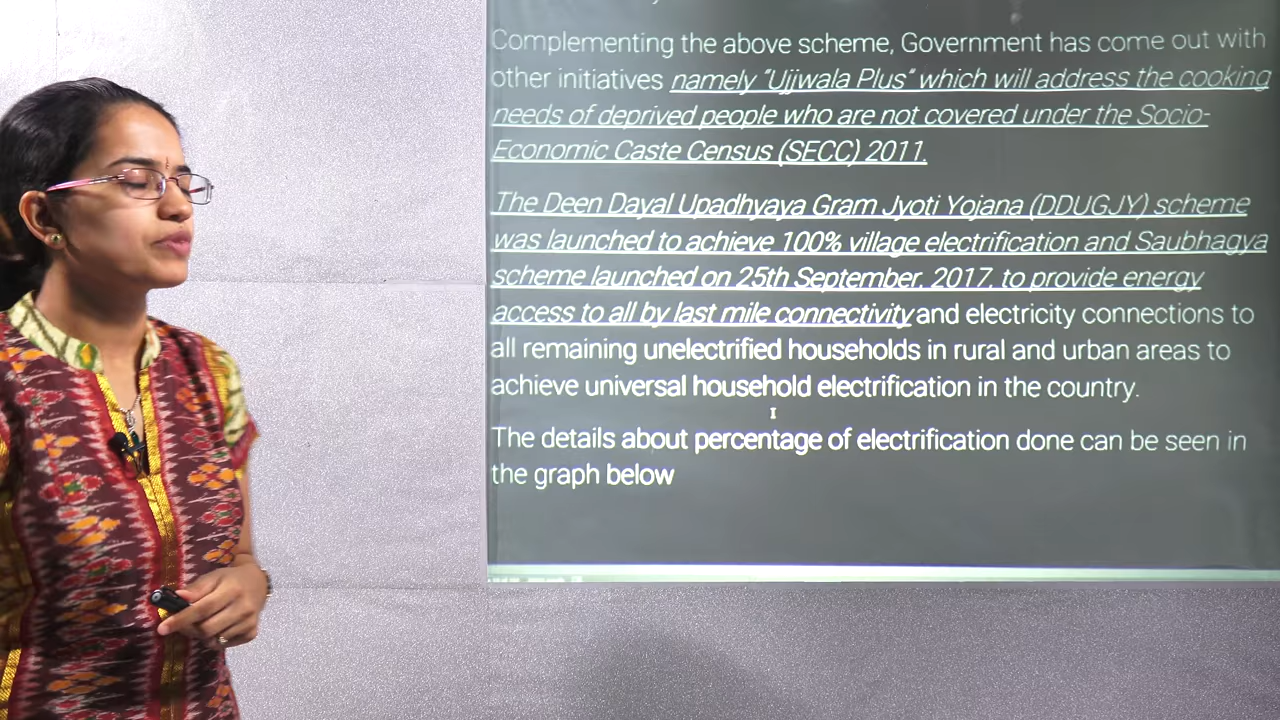 Complementing the above scheme, Government has come out with
other initiatives namely “Ujjwala Plus” which will address the cooking
needs of deprived people who are not covered under the Socio-
Economic Caste Census (SECC) 2011.
The Deen Dayal Upadhyaya Gram Jyoti Yojana (DDUGJY) scheme
was launched to achieve 100% village electrification and Saubhagya
scheme launched on 25th September, 2017, to provide energy
access to all by last mile connectivity and electricity connections to
all remaining unelectrified households in rural and urban areas to
achieve universal household electrification in the country.
The details about percentage of electrification done can be seen in
the graph below